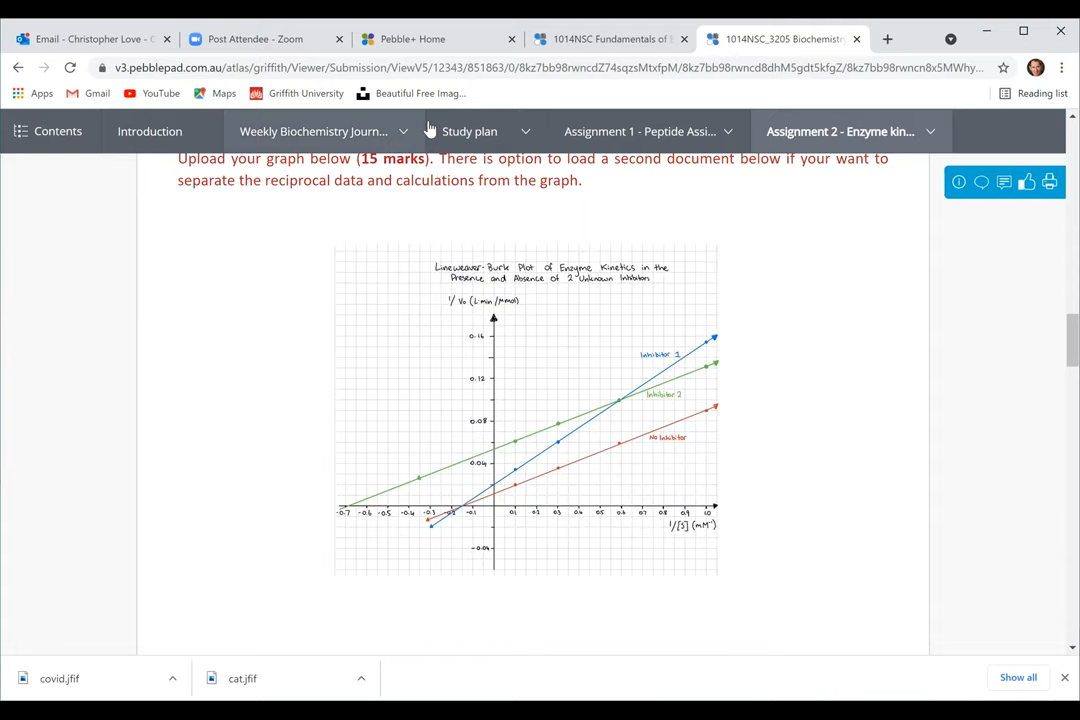 Email - Christopher Love - C
Post Attendee - Zoom
Pebble+ Home
1014NSC Fundamentals of B
1014NSC_3205 Biochemistry
v3.pebblepad.com.au/atlas/griffith/Viewer/Submission/ViewV5/12343/851863/0/8kz7bb98rwncdZ74sqzsMtxfpM/8kz7bb98rwncd8dhM5gdt5kfgZ/8kz7bb98rwncn8x5MWhy...
Apps
Gmail
YouTube
Maps
Griffith University
Beautiful Free Imag...
Reading list
Contents
Introduction
Weekly Biochemistry Journ...
Study plan
Assignment 1 - Peptide Assi...
Assignment 2 - Enzyme kin...
Upload your graph below (15 marks). There is option to load a second document below if your want to
separate the reciprocal data and calculations from the graph.
Lineweaver-Burk Plot of Enzyme Kinetics in the
Presence and Absence of 2 Unknown Inhibitors
1/ V₀ (L·min/μmol)
0.16
Inhibitor 1
0.12
Inhibitor 2
0.08
No Inhibitor
0.04
-0.7 -0.6 -0.5 -0.4 -0.3 -0.2 -0.1 0.1 0.2 0.3 0.4 0.5 0.6 0.7 0.8 0.9 1.0
1/[S] (mM⁻¹)
-0.04
covid.jfif
cat.jfif
Show all